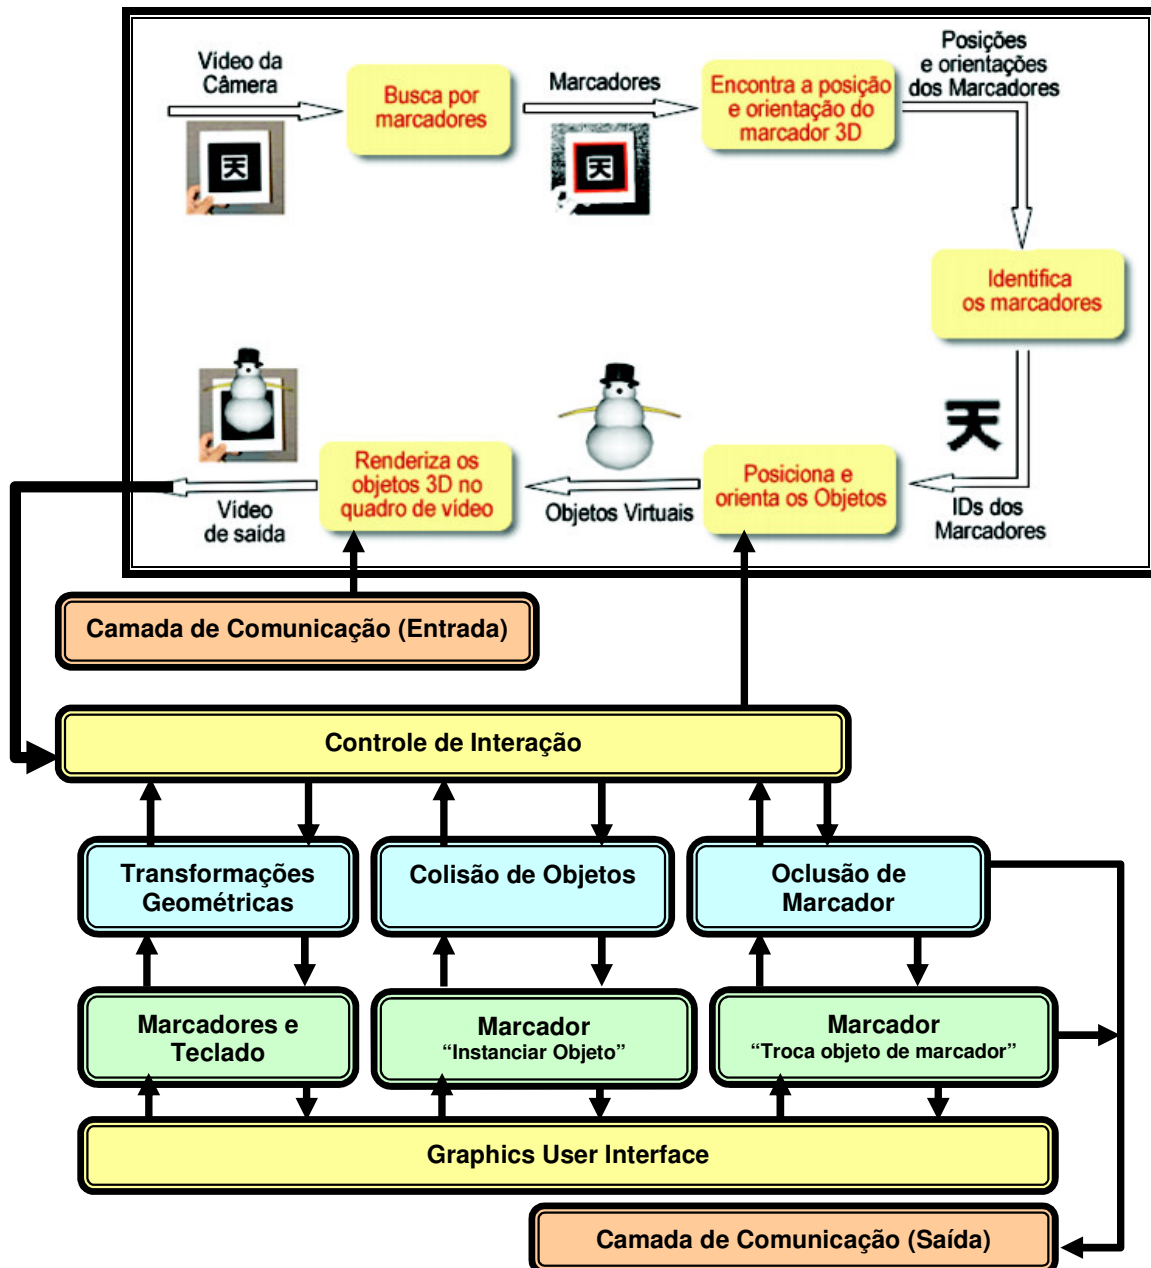 Vídeo da
Câmera
Busca por
marcadores
Marcadores
Encontra a posição
e orientação do
marcador 3D
Posições
e orientações
dos Marcadores
天
天
Identifica
os marcadores
天
IDs dos
Marcadores
Posiciona e
orienta os Objetos
Objetos Virtuais
Renderiza os
objetos 3D no
quadro de vídeo
Vídeo
de saída
Camada de Comunicação (Entrada)
Controle de Interação
Transformações
Geométricas
Colisão de Objetos
Oclusão de
Marcador
Marcadores e
Teclado
Marcador
“Instanciar Objeto”
Marcador
“Troca objeto de marcador”
Graphics User Interface
Camada de Comunicação (Saída)